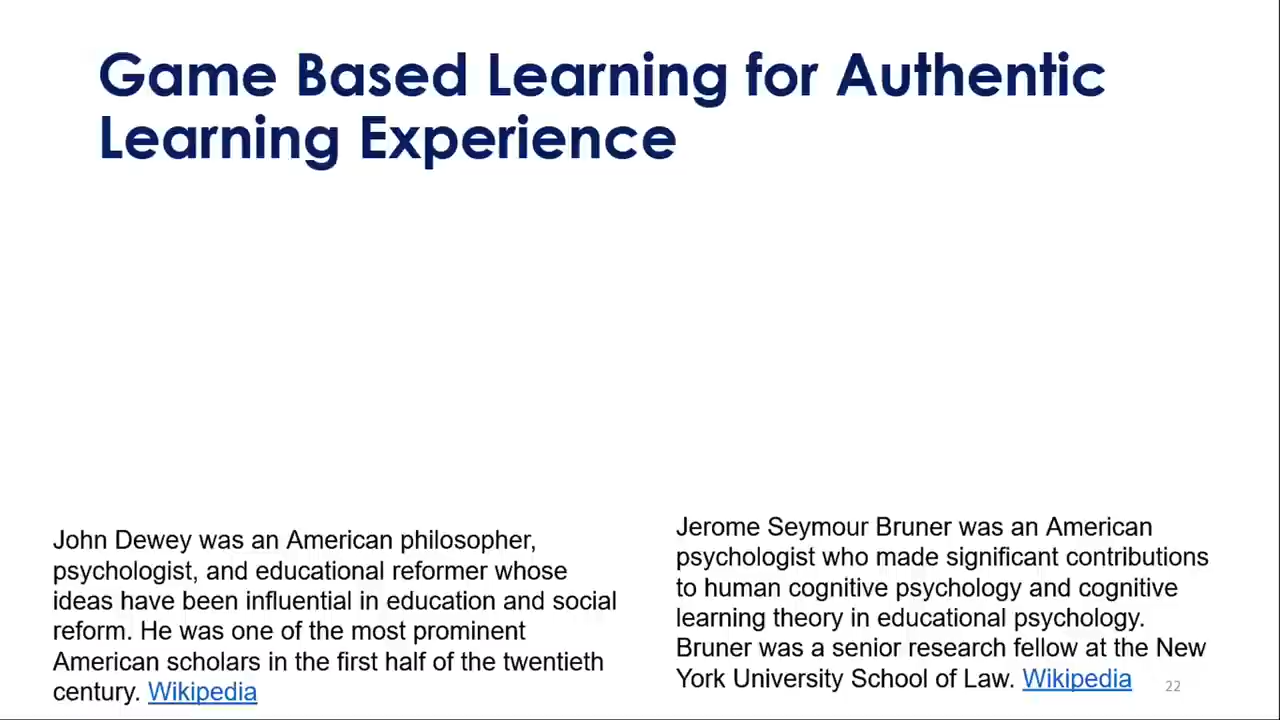 Game Based Learning for Authentic
Learning Experience
John Dewey was an American philosopher,
psychologist, and educational reformer whose
ideas have been influential in education and social
reform. He was one of the most prominent
American scholars in the first half of the twentieth
century. Wikipedia
Jerome Seymour Bruner was an American
psychologist who made significant contributions
to human cognitive psychology and cognitive
learning theory in educational psychology.
Bruner was a senior research fellow at the New
York University School of Law. Wikipedia
22